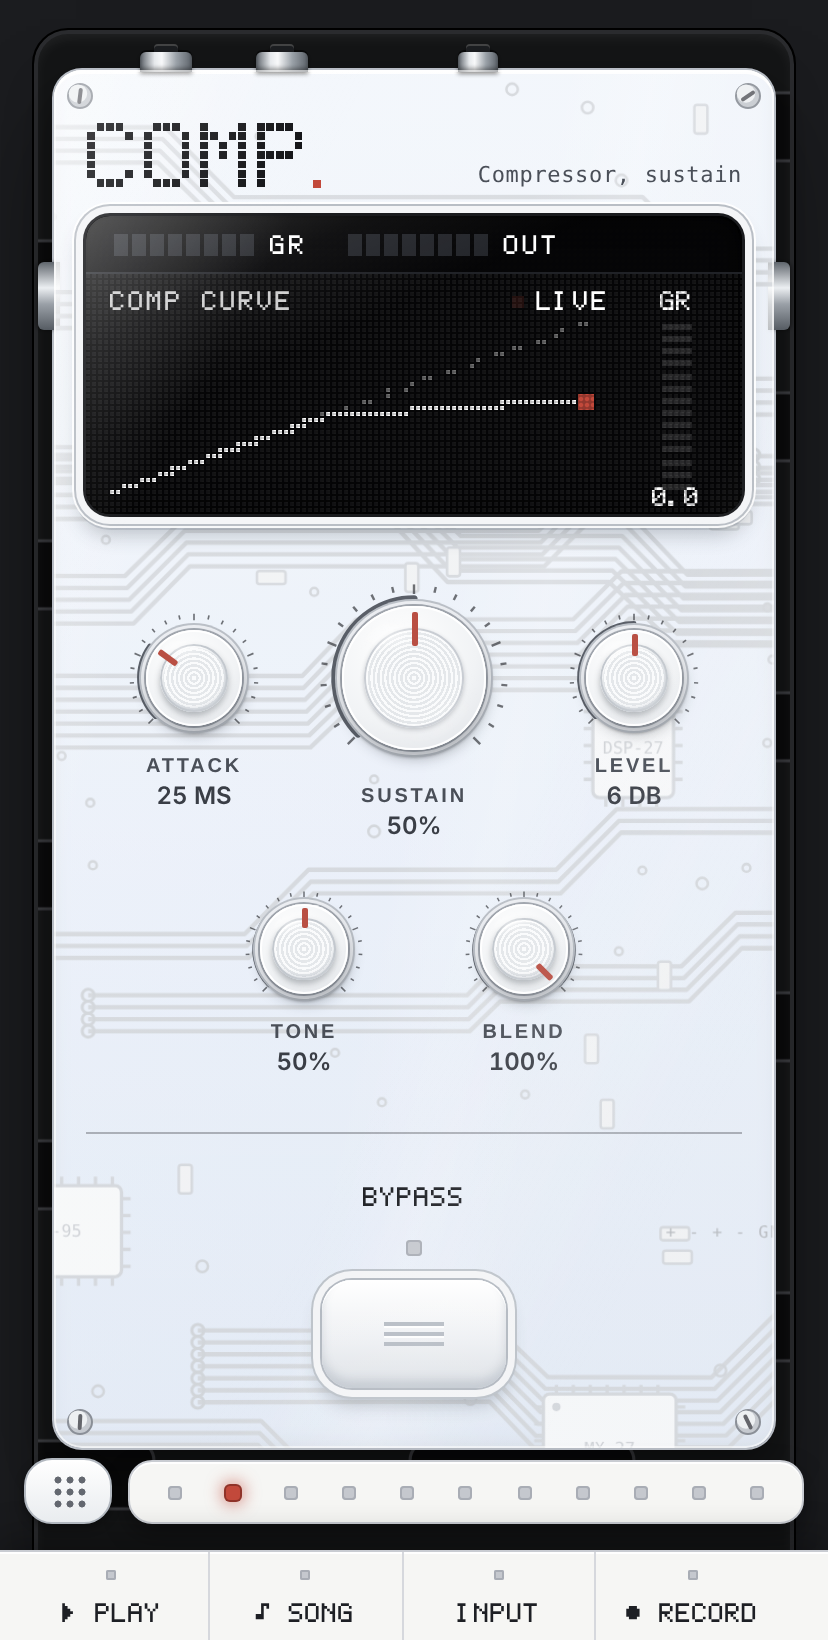 COMP.
Compressor, sustain
GR OUT
COMP CURVE LIVE GR
0.0
DSP-27
ATTACK
25 MS
SUSTAIN
50%
LEVEL
6 DB
TONE
50%
BLEND
100%
BYPASS
-95
+ - + -
PLAY SONG INPUT RECORD